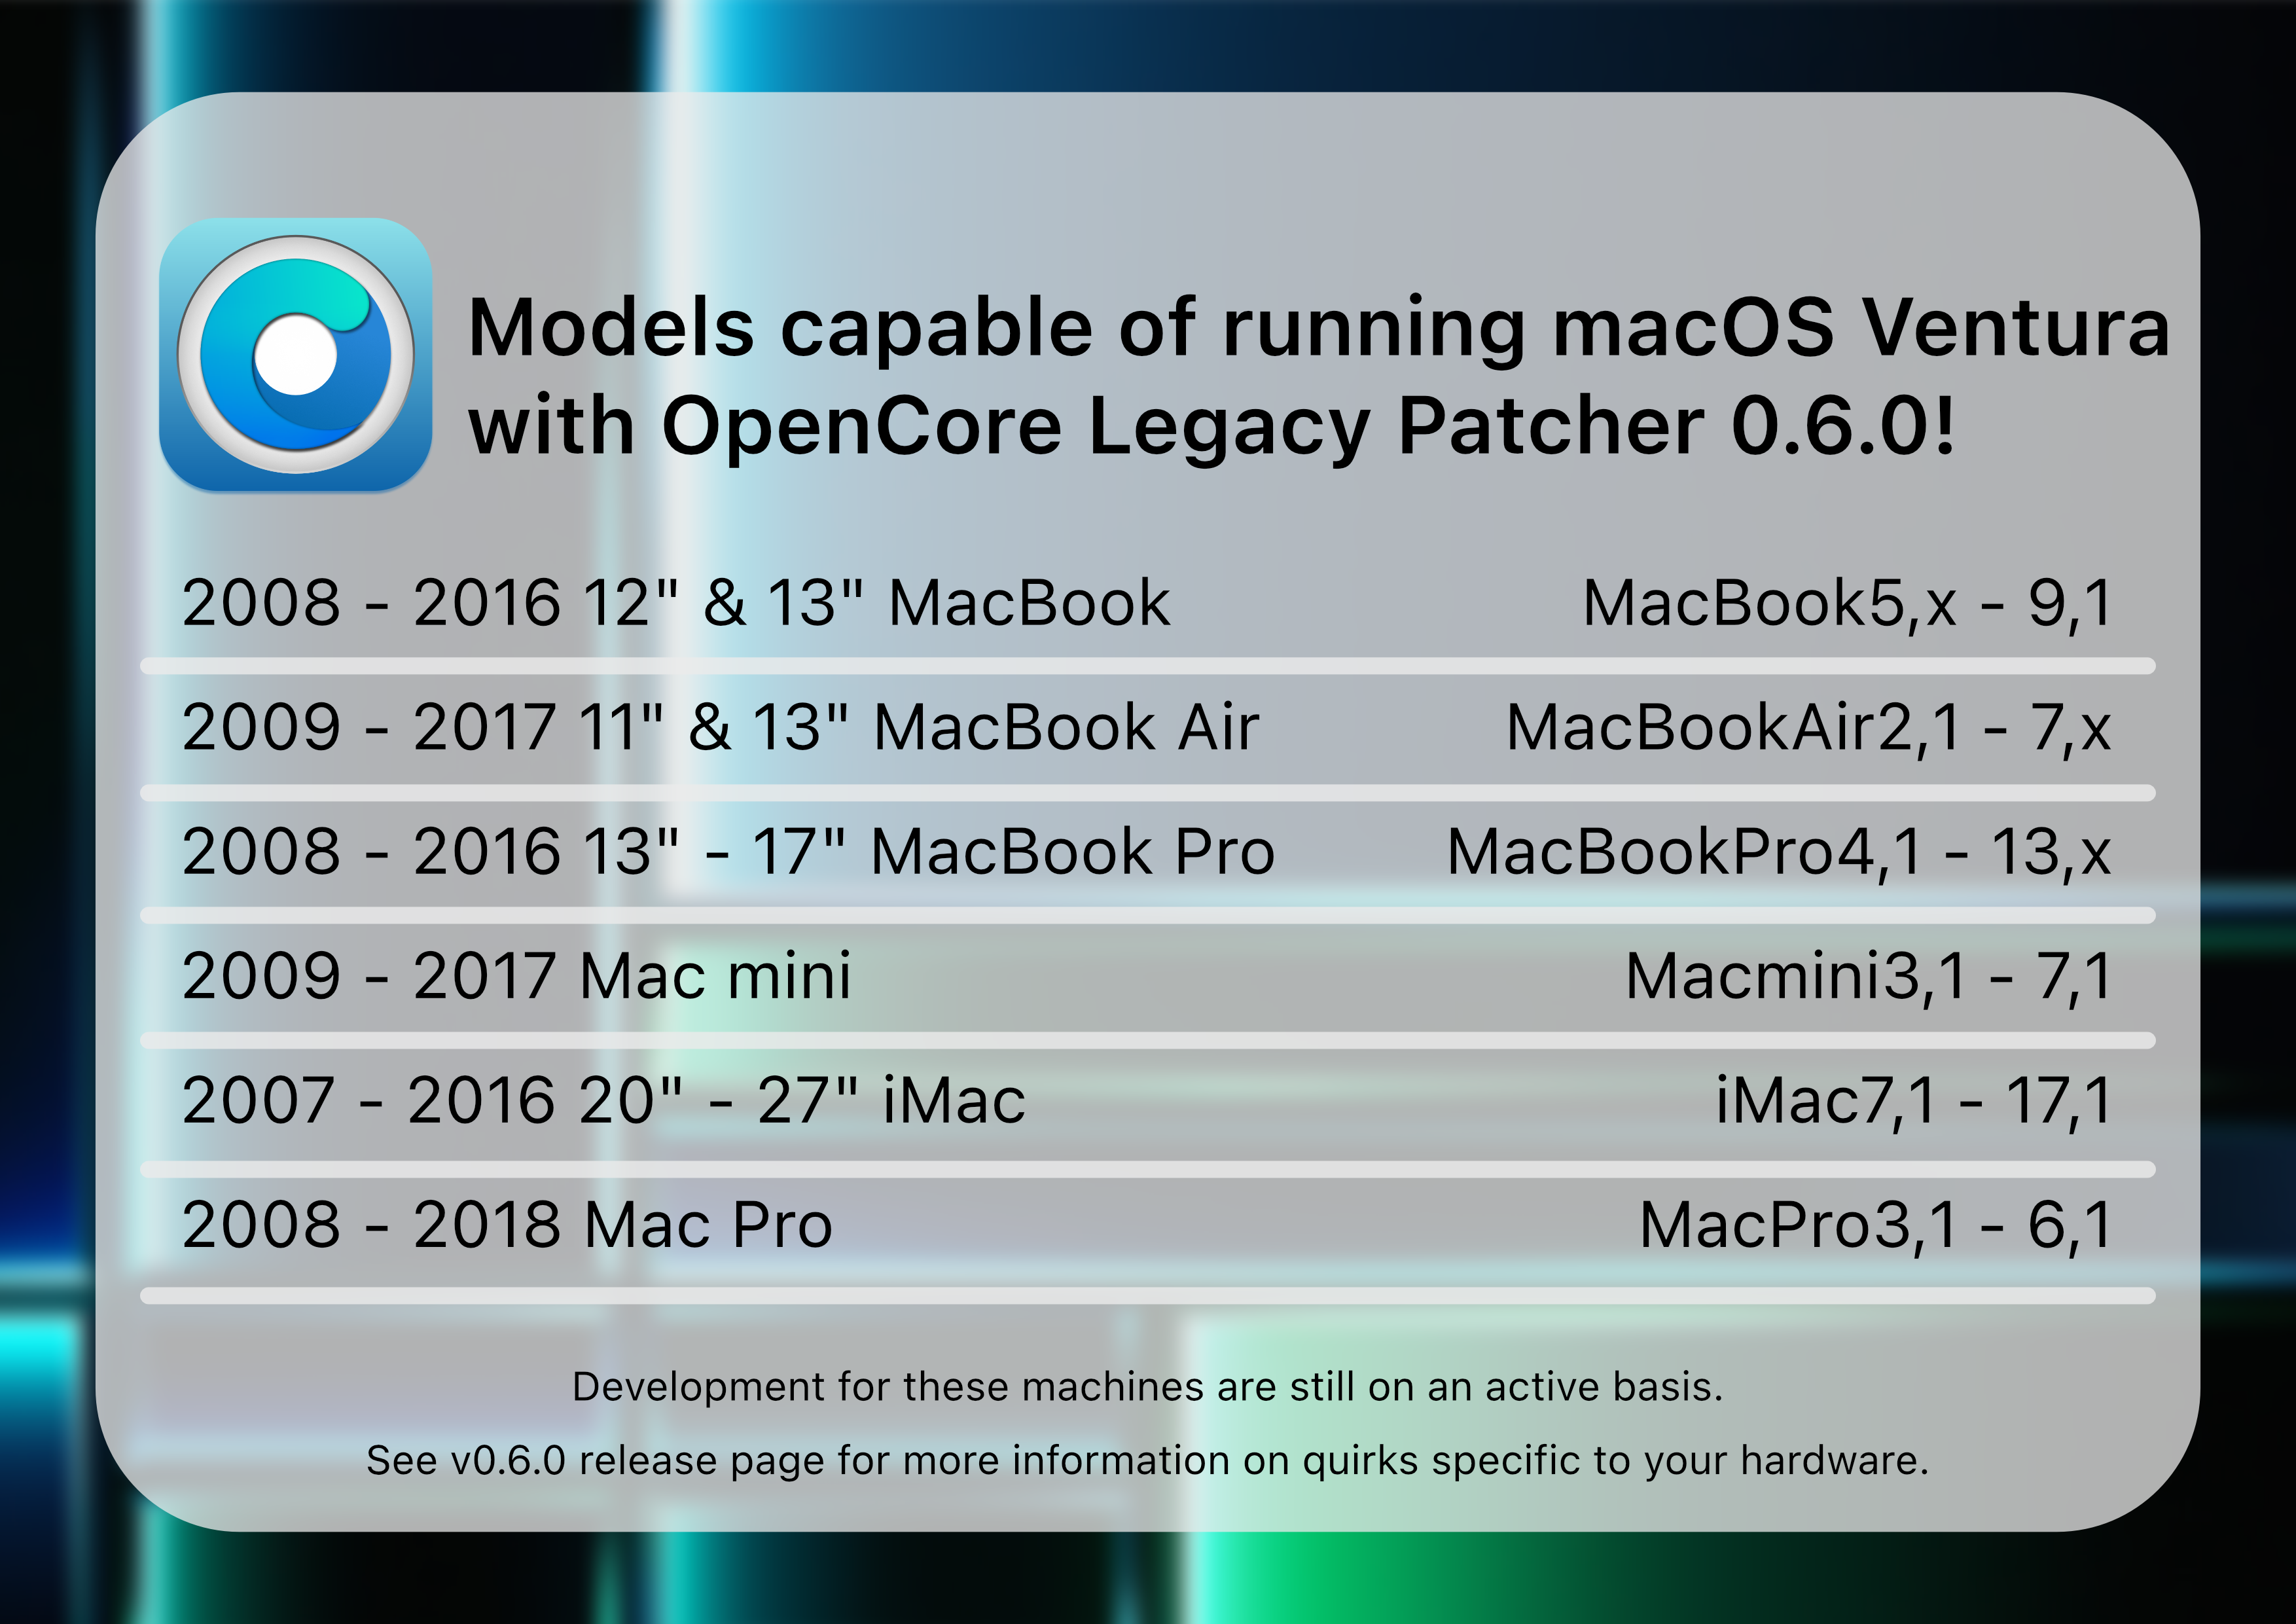 Models capable of running macOS Ventura
with OpenCore Legacy Patcher 0.6.0!
2008 - 2016 12" & 13" MacBook MacBook5,x - 9,1
2009 - 2017 11" & 13" MacBook Air MacBookAir2,1 - 7,x
2008 - 2016 13" - 17" MacBook Pro MacBookPro4,1 - 13,x
2009 - 2017 Mac mini Macmini3,1 - 7,1
2007 - 2016 20" - 27" iMac iMac7,1 - 17,1
2008 - 2018 Mac Pro MacPro3,1 - 6,1
Development for these machines are still on an active basis.
See v0.6.0 release page for more information on quirks specific to your hardware.